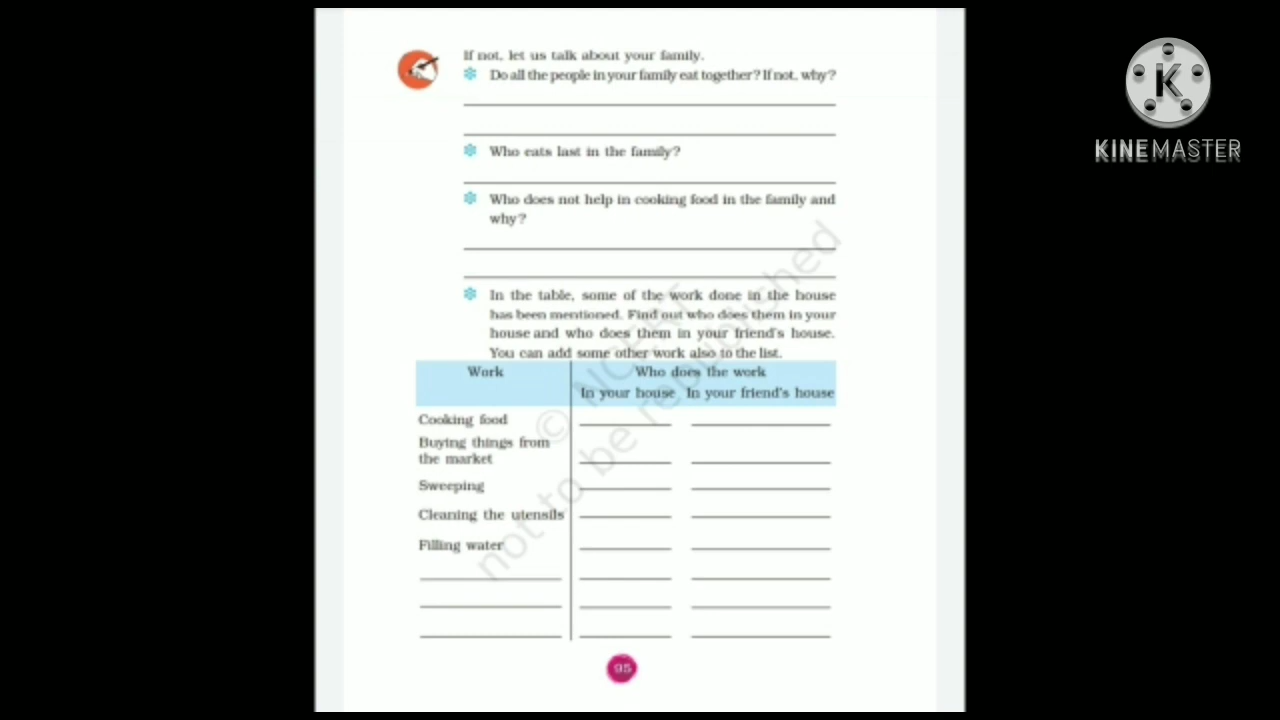 If not, let us talk about your family.
Do all the people in your family eat together? If not, why?
Who eats last in the family?
Who does not help in cooking food in the family and
why?
In the table, some of the work done in the house
has been mentioned. Find out who does them in your
house and who does them in your friend's house.
You can add some other work also to the list.
Work Who does the work
In your house In your friend's house
Cooking food
Buying things from
the market
Sweeping
Cleaning the utensils
Filling water
95
© NCERT
not to be republished
K
KINEMASTER